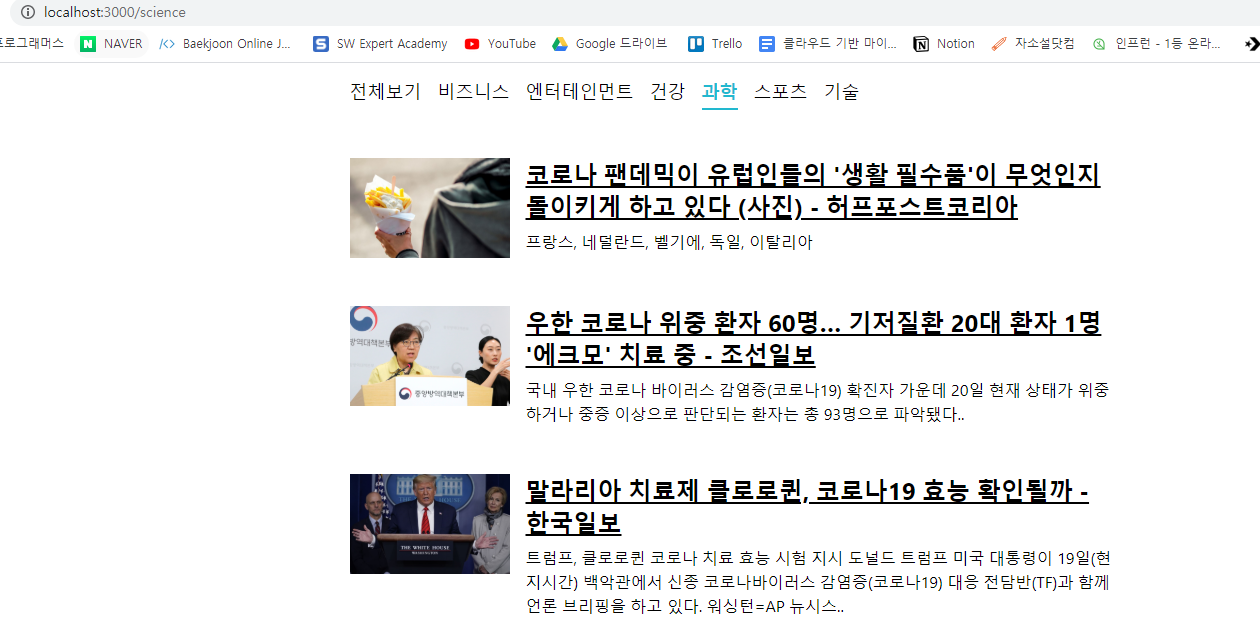 localhost:3000/science
프로그래머스 NAVER Baekjoon Online J... SW Expert Academy YouTube Google 드라이브 Trello 클라우드 기반 마이... Notion 자소설닷컴 인프런 - 1등 온라...
전체보기 비즈니스 엔터테인먼트 건강 과학 스포츠 기술
코로나 팬데믹이 유럽인들의 '생활 필수품'이 무엇인지
돌이키게 하고 있다 (사진) - 허프포스트코리아
프랑스, 네덜란드, 벨기에, 독일, 이탈리아
우한 코로나 위중 환자 60명... 기저질환 20대 환자 1명
'에크모' 치료 중 - 조선일보
국내 우한 코로나 바이러스 감염증(코로나19) 확진자 가운데 20일 현재 상태가 위중
하거나 중증 이상으로 판단되는 환자는 총 93명으로 파악됐다..
중앙방역대책본부
말라리아 치료제 클로로퀸, 코로나19 효능 확인될까 -
한국일보
트럼프, 클로로퀸 코로나 치료 효능 시험 지시 도널드 트럼프 미국 대통령이 19일(현
지시간) 백악관에서 신종 코로나바이러스 감염증(코로나19) 대응 전담반(TF)과 함께
언론 브리핑을 하고 있다. 워싱턴=AP 뉴시스..
THE WHITE HOUSE